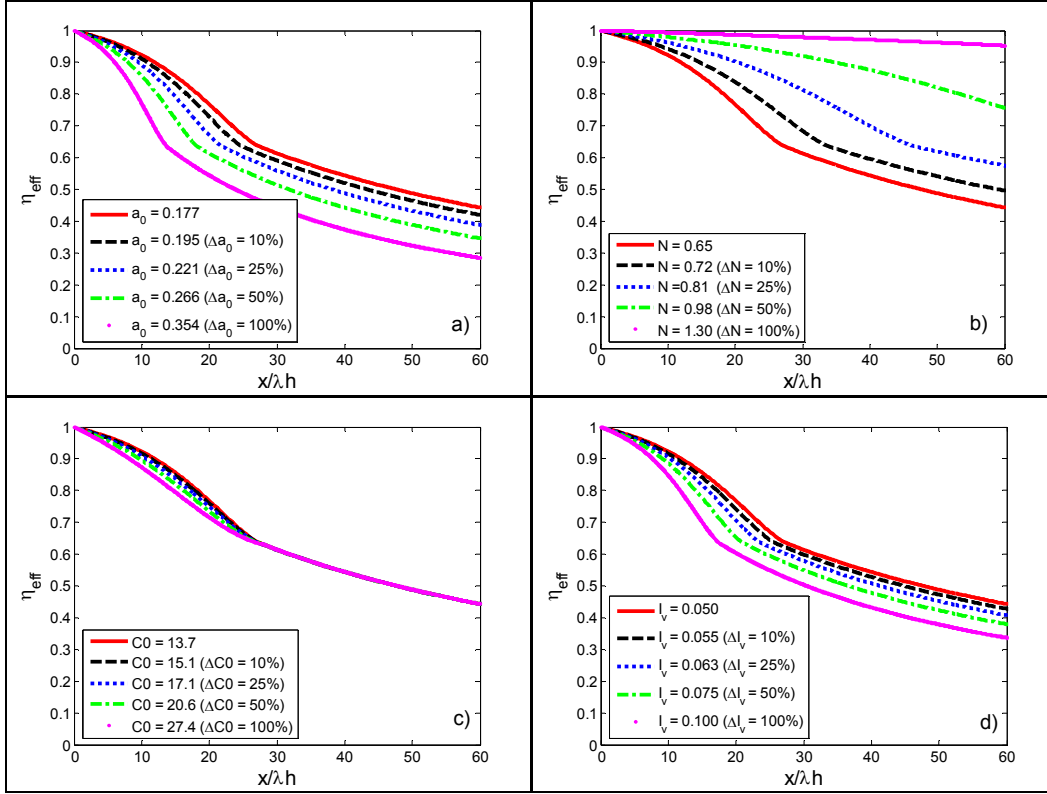 1
0.9
0.8
0.7
0.6
0.5
0.4
0.3
0.2
0.1
0
η_eff
a_0 = 0.177
a_0 = 0.195 (Δa_0 = 10%)
a_0 = 0.221 (Δa_0 = 25%)
a_0 = 0.266 (Δa_0 = 50%)
a_0 = 0.354 (Δa_0 = 100%)
a)
0 10 20 30 40 50 60
x/λh
1
0.9
0.8
0.7
0.6
0.5
0.4
0.3
0.2
0.1
0
η_eff
N = 0.65
N = 0.72 (ΔN = 10%)
N =0.81 (ΔN = 25%)
N = 0.98 (ΔN = 50%)
N = 1.30 (ΔN = 100%)
b)
0 10 20 30 40 50 60
x/λh
1
0.9
0.8
0.7
0.6
0.5
0.4
0.3
0.2
0.1
0
η_eff
C0 = 13.7
C0 = 15.1 (ΔC0 = 10%)
C0 = 17.1 (ΔC0 = 25%)
C0 = 20.6 (ΔC0 = 50%)
C0 = 27.4 (ΔC0 = 100%)
c)
0 10 20 30 40 50 60
x/λh
1
0.9
0.8
0.7
0.6
0.5
0.4
0.3
0.2
0.1
0
η_eff
I_v = 0.050
I_v = 0.055 (ΔI_v = 10%)
I_v = 0.063 (ΔI_v = 25%)
I_v = 0.075 (ΔI_v = 50%)
I_v = 0.100 (ΔI_v = 100%)
d)
0 10 20 30 40 50 60
x/λh